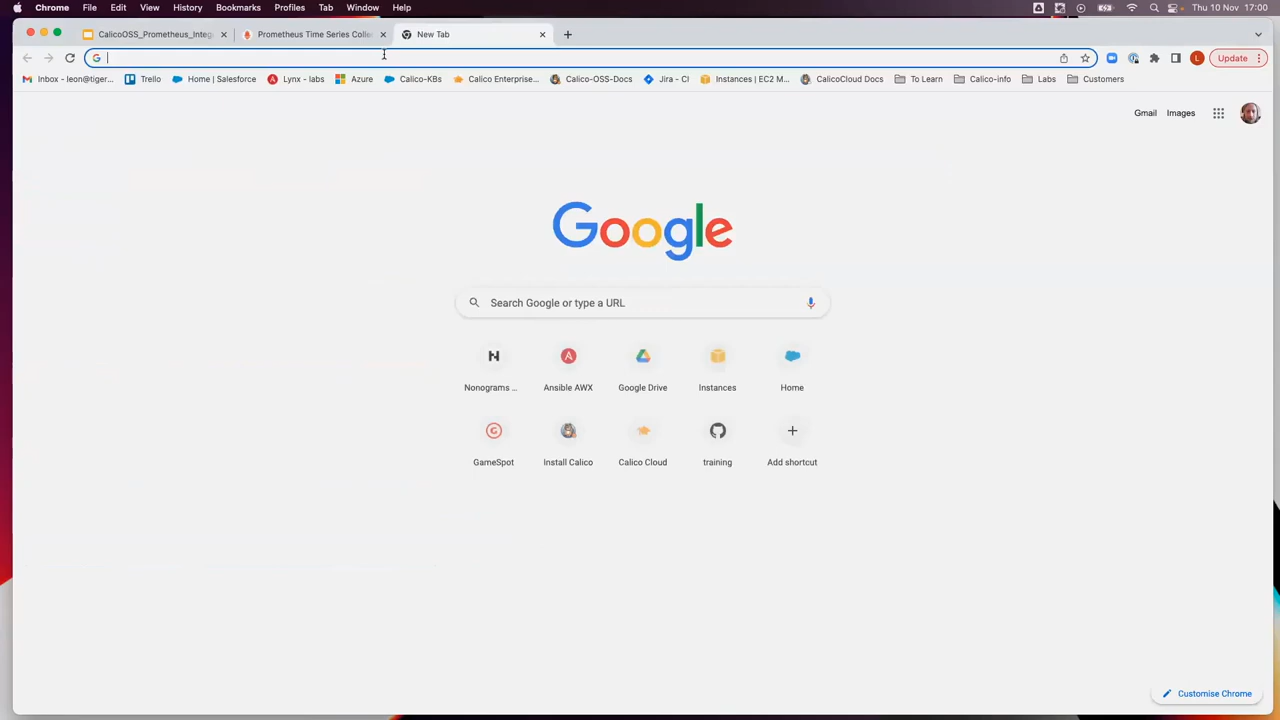 Chrome File Edit View History Bookmarks Profiles Tab Window Help Thu 10 Nov 17:00
CalicoOSS_Prometheus_Integ Prometheus Time Series Collec New Tab
Update
Inbox - leon@tiger... Trello Home | Salesforce Lynx - labs Azure Calico-KBs Calico Enterprise... Calico-OSS-Docs Jira - CI Instances | EC2 M... CalicoCloud Docs To Learn Calico-info Labs Customers
Gmail Images
Google
Search Google or type a URL
Nonograms ... Ansible AWX Google Drive Instances Home
GameSpot Install Calico Calico Cloud training Add shortcut
Customise Chrome